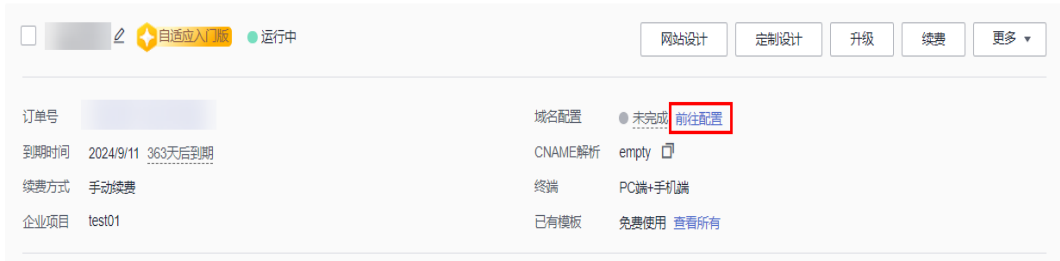 自适应入门版 运行中 网站设计 定制设计 升级 续费 更多
订单号 域名配置 未完成 前往配置
到期时间 2024/9/11 363天后到期 CNAME解析 empty
续费方式 手动续费 终端 PC端+手机端
企业项目 test01 已有模板 免费使用 查看所有